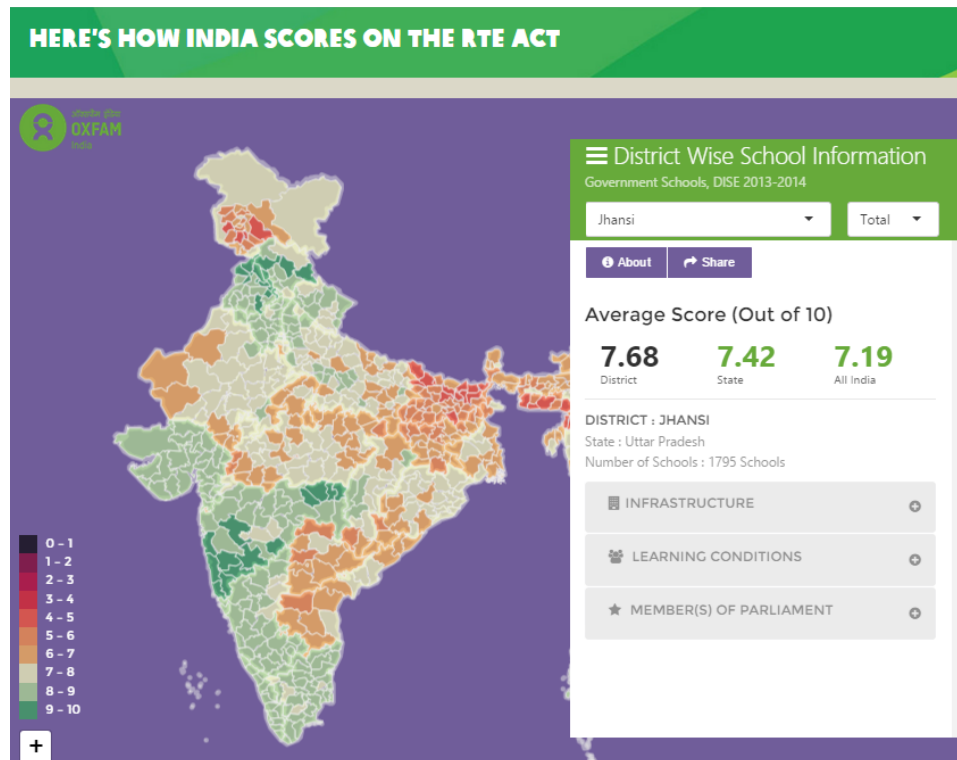 HERE'S HOW INDIA SCORES ON THE RTE ACT
ऑक्सफैम इंडिया
OXFAM
India
District Wise School Information
Government Schools, DISE 2013-2014
Jhansi
Total
About
Share
Average Score (Out of 10)
7.68 7.42 7.19
District State All India
DISTRICT : JHANSI
State : Uttar Pradesh
Number of Schools : 1795 Schools
INFRASTRUCTURE
LEARNING CONDITIONS
MEMBER(S) OF PARLIAMENT
0 - 1
1 - 2
2 - 3
3 - 4
4 - 5
5 - 6
6 - 7
7 - 8
8 - 9
9 - 10
+